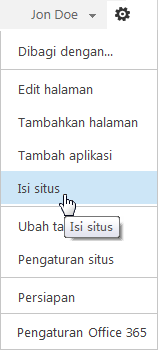 Jon Doe
Dibagi dengan...
Edit halaman
Tambahkan halaman
Tambah aplikasi
Isi situs
Ubah ta
Isi situs
Pengaturan situs
Persiapan
Pengaturan Office 365